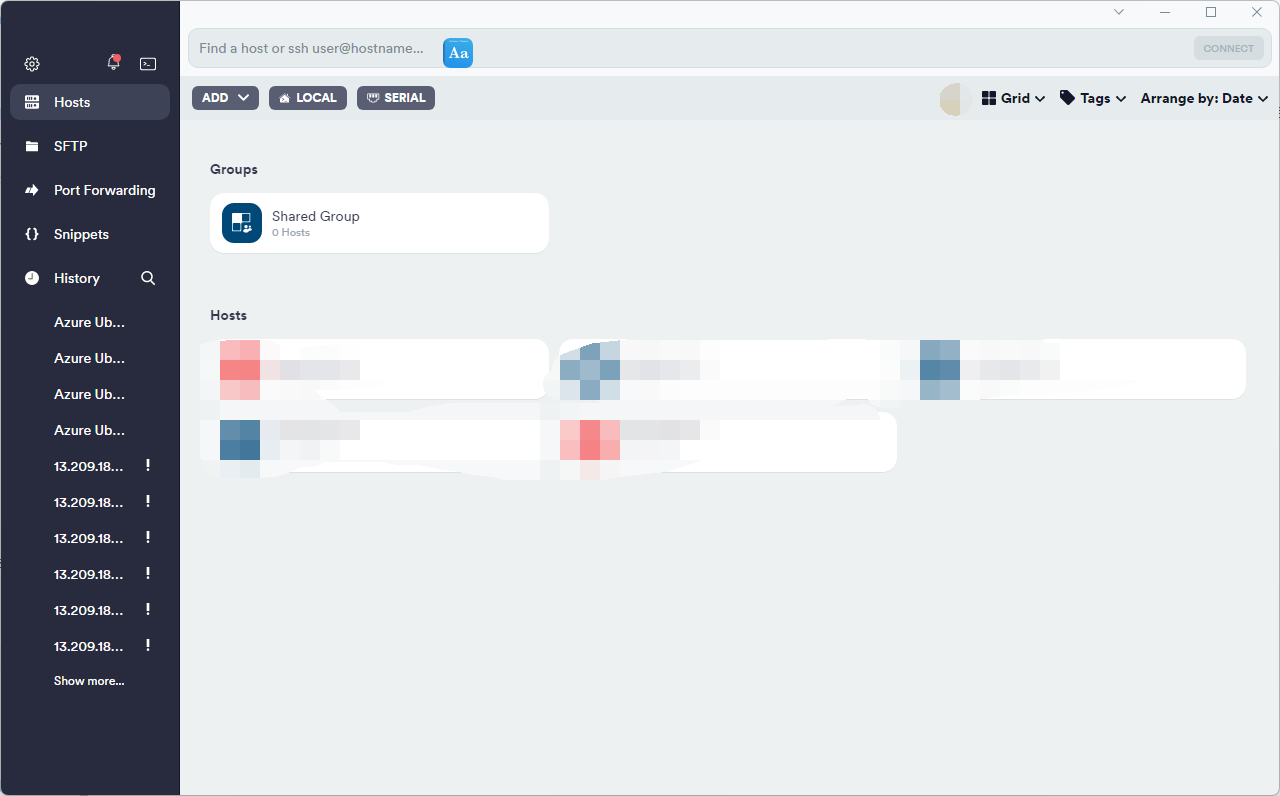 Find a host or ssh user@hostname...
Aa
CONNECT
Hosts
SFTP
Port Forwarding
Snippets
History
Azure Ub...
Azure Ub...
Azure Ub...
Azure Ub...
13.209.18... !
13.209.18... !
13.209.18... !
13.209.18... !
13.209.18... !
13.209.18... !
Show more...
ADD
LOCAL
SERIAL
Grid
Tags
Arrange by: Date
Groups
Shared Group
0 Hosts
Hosts